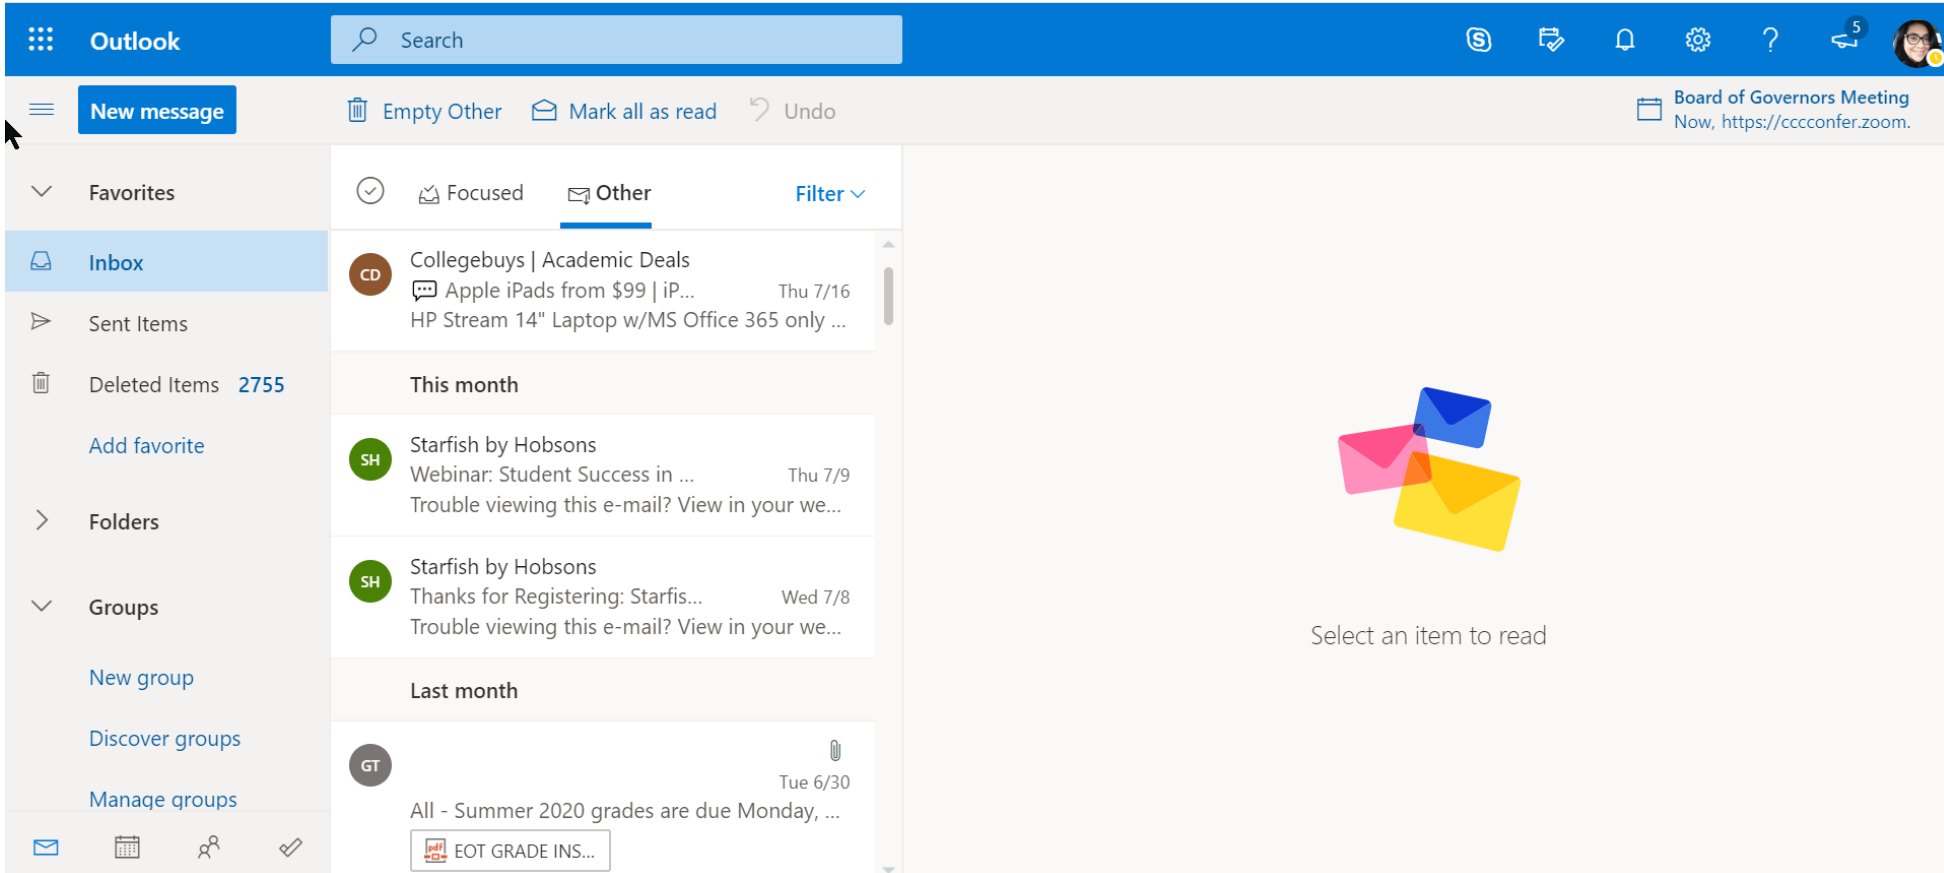 Outlook
Search
5
New message
Empty Other
Mark all as read
Undo
Board of Governors Meeting
Now, https://cccconfer.zoom.
Favorites
Focused
Other
Filter
Inbox
Sent Items
Deleted Items 2755
Add favorite
Folders
Groups
New group
Discover groups
Manage groups
CD
Collegebuys | Academic Deals
Apple iPads from $99 | iP... Thu 7/16
HP Stream 14" Laptop w/MS Office 365 only ...
This month
SH
Starfish by Hobsons
Webinar: Student Success in ... Thu 7/9
Trouble viewing this e-mail? View in your we...
SH
Starfish by Hobsons
Thanks for Registering: Starfis... Wed 7/8
Trouble viewing this e-mail? View in your we...
Last month
GT
Tue 6/30
All - Summer 2020 grades are due Monday, ...
pdf
EOT GRADE INS...
Select an item to read